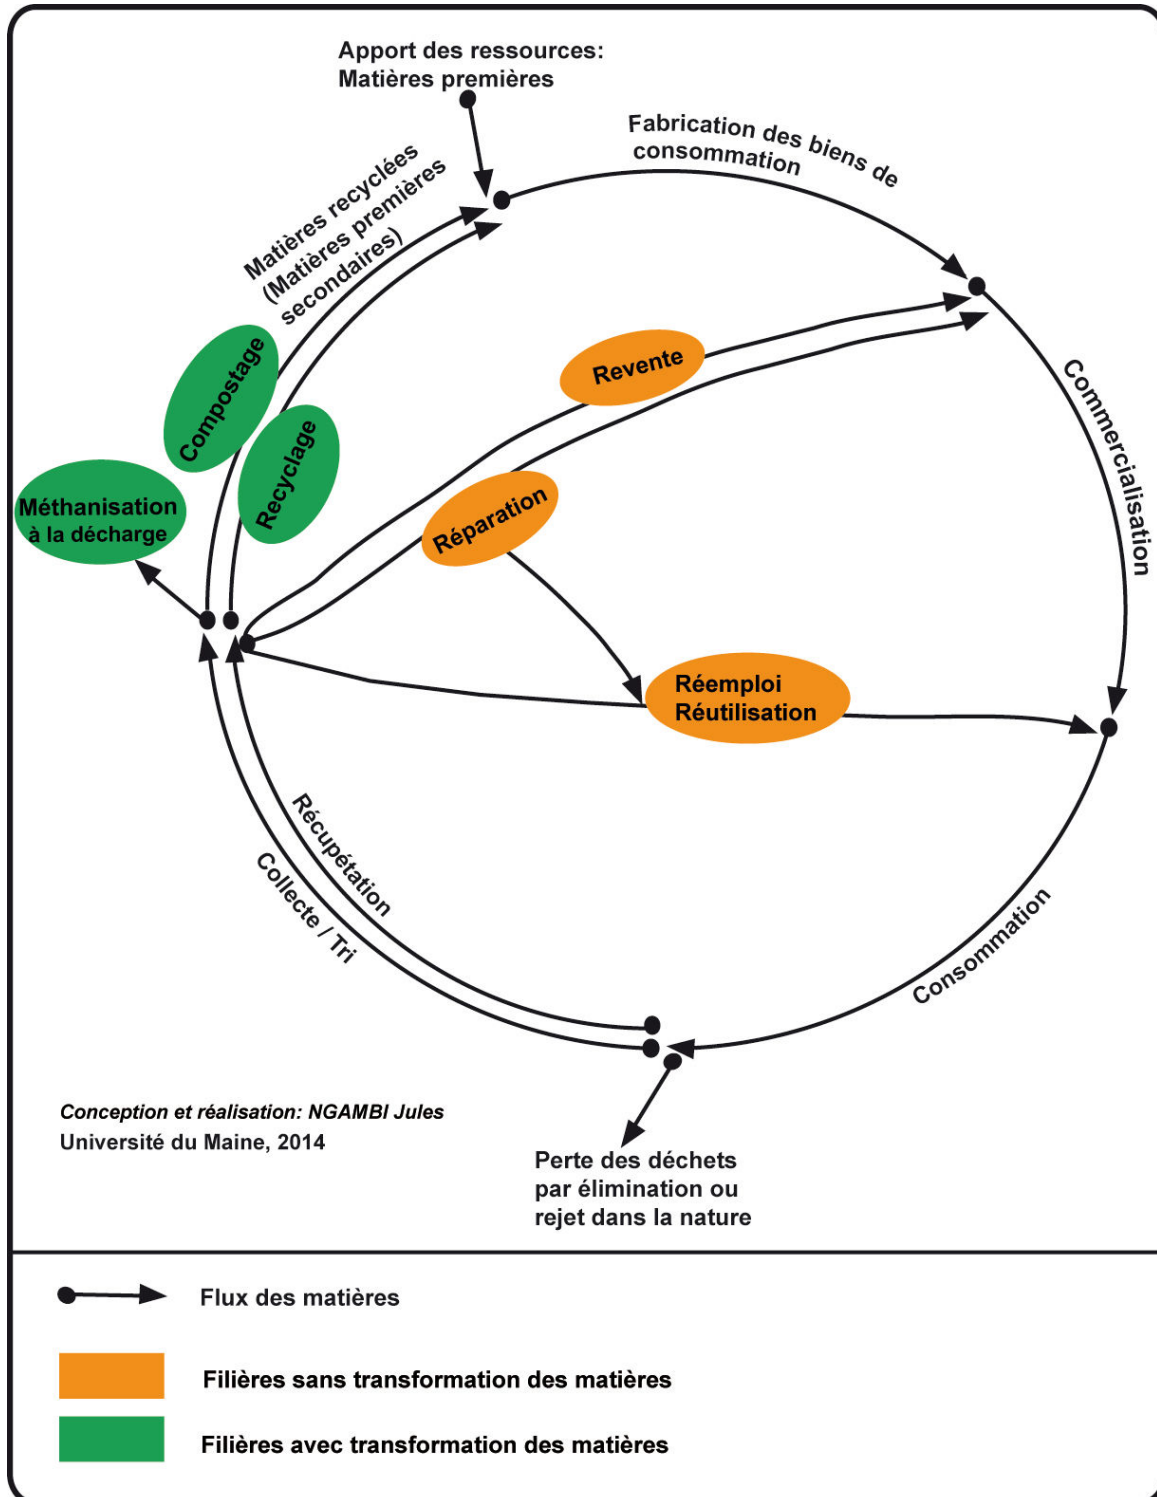 Apport des ressources:
Matières premières
Fabrication des biens de
consommation
Matières recyclées
(Matières premières
secondaires)
Compostage
Recyclage
Méthanisation
à la décharge
Revente
Réparation
Commercialisation
Réemploi
Réutilisation
Récupétation
Collecte / Tri
Consommation
Conception et réalisation: NGAMBI Jules
Université du Maine, 2014
Perte des déchets
par élimination ou
rejet dans la nature
Flux des matières
Filières sans transformation des matières
Filières avec transformation des matières